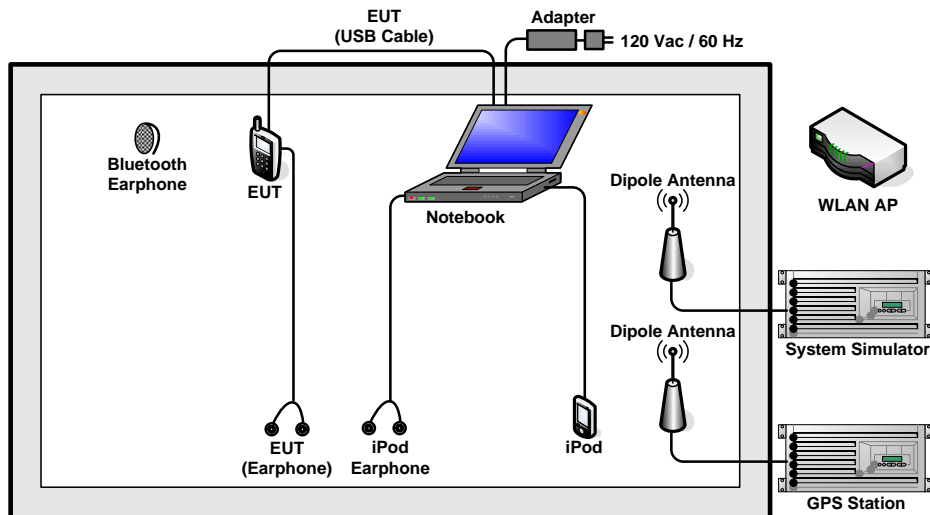 EUT
(USB Cable)
Adapter
120 Vac / 60 Hz
Bluetooth
Earphone
EUT
Notebook
Dipole Antenna
WLAN AP
System Simulator
Dipole Antenna
EUT
(Earphone)
iPod
Earphone
iPod
GPS Station